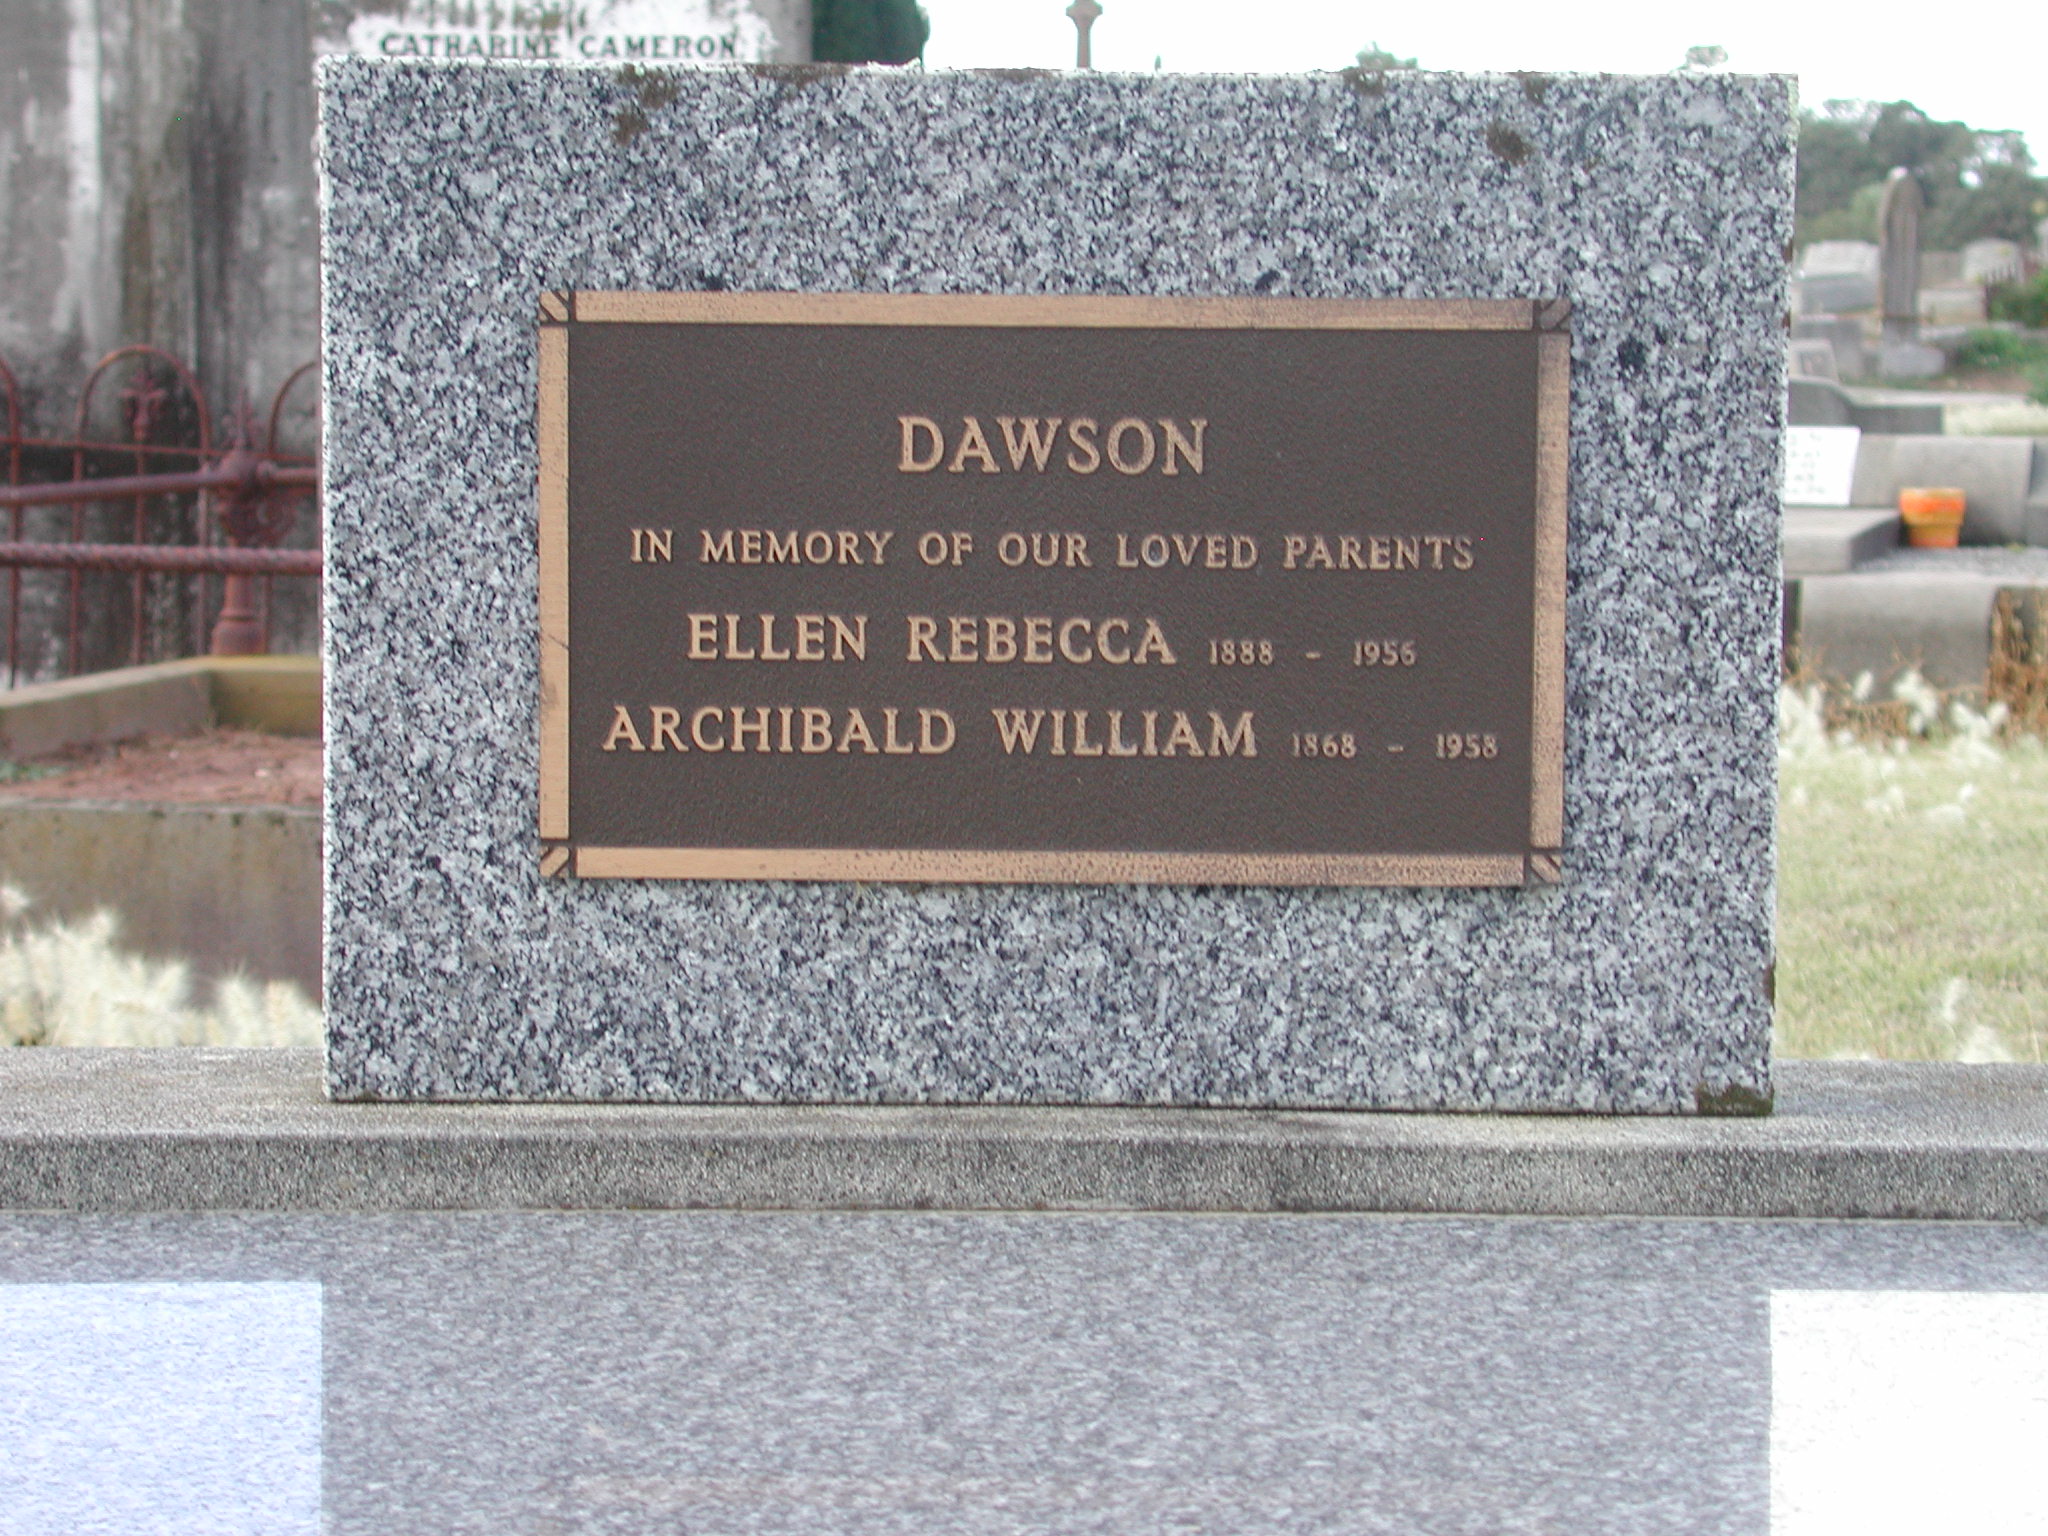 CATHARINE CAMERON
DAWSON
IN MEMORY OF OUR LOVED PARENTS
ELLEN REBECCA 1888 - 1956
ARCHIBALD WILLIAM 1868 - 1958